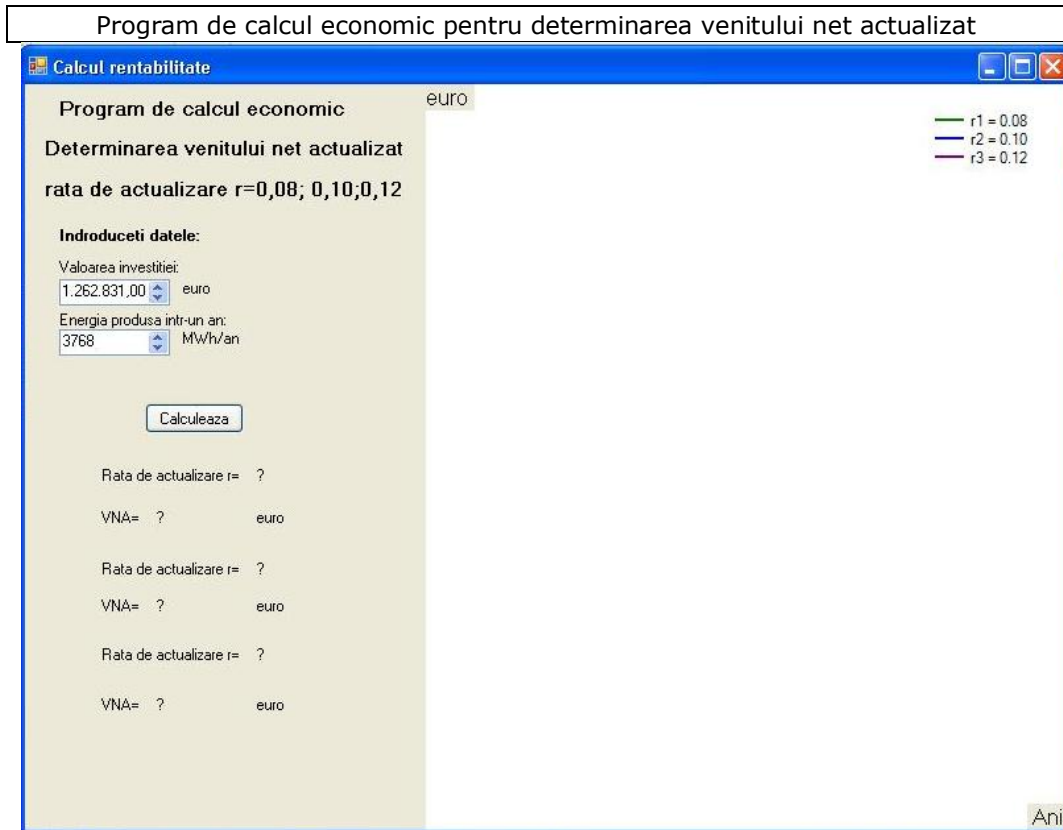 Program de calcul economic pentru determinarea venitului net actualizat
Calcul rentabilitate
Program de calcul economic
Determinarea venitului net actualizat
rata de actualizare r=0,08; 0,10;0,12
Indroduceti datele:
Valoarea investitiei:
1.262.831,00 euro
Energia produsa intr-un an:
3768 MWh/an
Calculeaza
Rata de actualizare r= ?
VNA= ? euro
Rata de actualizare r= ?
VNA= ? euro
Rata de actualizare r= ?
VNA= ? euro
euro
r1 = 0.08
r2 = 0.10
r3 = 0.12
Ani